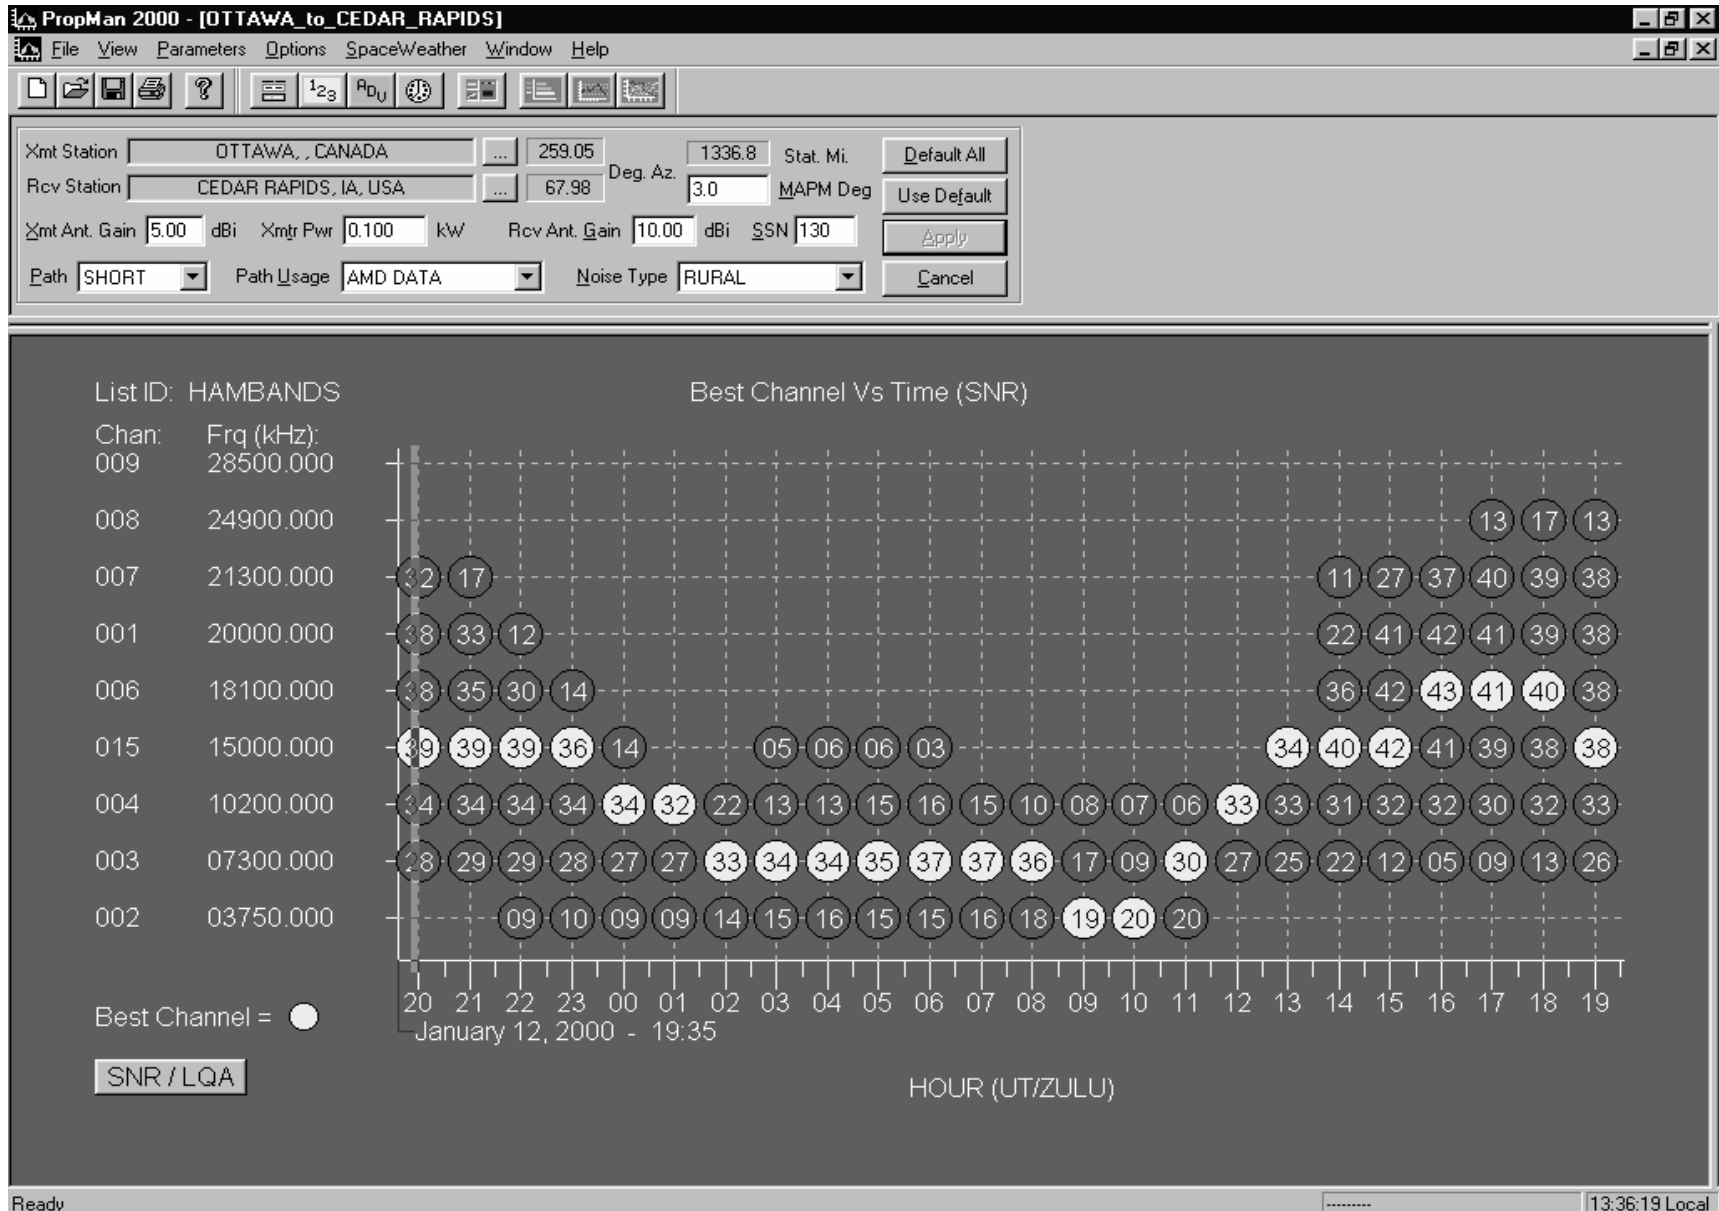 PropMan 2000 - [OTTAWA_to_CEDAR_RAPIDS]
File View Parameters Options SpaceWeather Window Help
Xmt Station OTTAWA, , CANADA ... 259.05 Deg. Az. 1336.8 Stat. Mi. Default All
Rcv Station CEDAR RAPIDS, IA, USA ... 67.98 3.0 MAPM Deg Use Default
Xmt Ant. Gain 5.00 dBi Xmtr Pwr 0.100 kW Rcv Ant. Gain 10.00 dBi SSN 130 Apply
Path SHORT Path Usage AMD DATA Noise Type RURAL Cancel
List ID: HAMBANDS Best Channel Vs Time (SNR)
Chan: Frq (kHz):
009 28500.000
008 24900.000 13 17 13
007 21300.000 32 17 11 27 37 40 39 38
001 20000.000 38 33 12 22 41 42 41 39 38
006 18100.000 38 35 30 14 36 42 43 41 40 38
015 15000.000 39 39 39 36 14 05 06 06 03 34 40 42 41 39 38 38
004 10200.000 34 34 34 34 34 32 22 13 13 15 16 15 10 08 07 06 33 33 31 32 32 30 32 33
003 07300.000 28 29 29 28 27 27 33 34 34 35 37 37 36 17 09 30 27 25 22 12 05 09 13 26
002 03750.000 09 10 09 09 14 15 16 15 15 16 18 19 20 20
20 21 22 23 00 01 02 03 04 05 06 07 08 09 10 11 12 13 14 15 16 17 18 19
Best Channel =
January 12, 2000 - 19:35
SNR / LQA
HOUR (UT/ZULU)
Ready --------- 13:36:19 Local